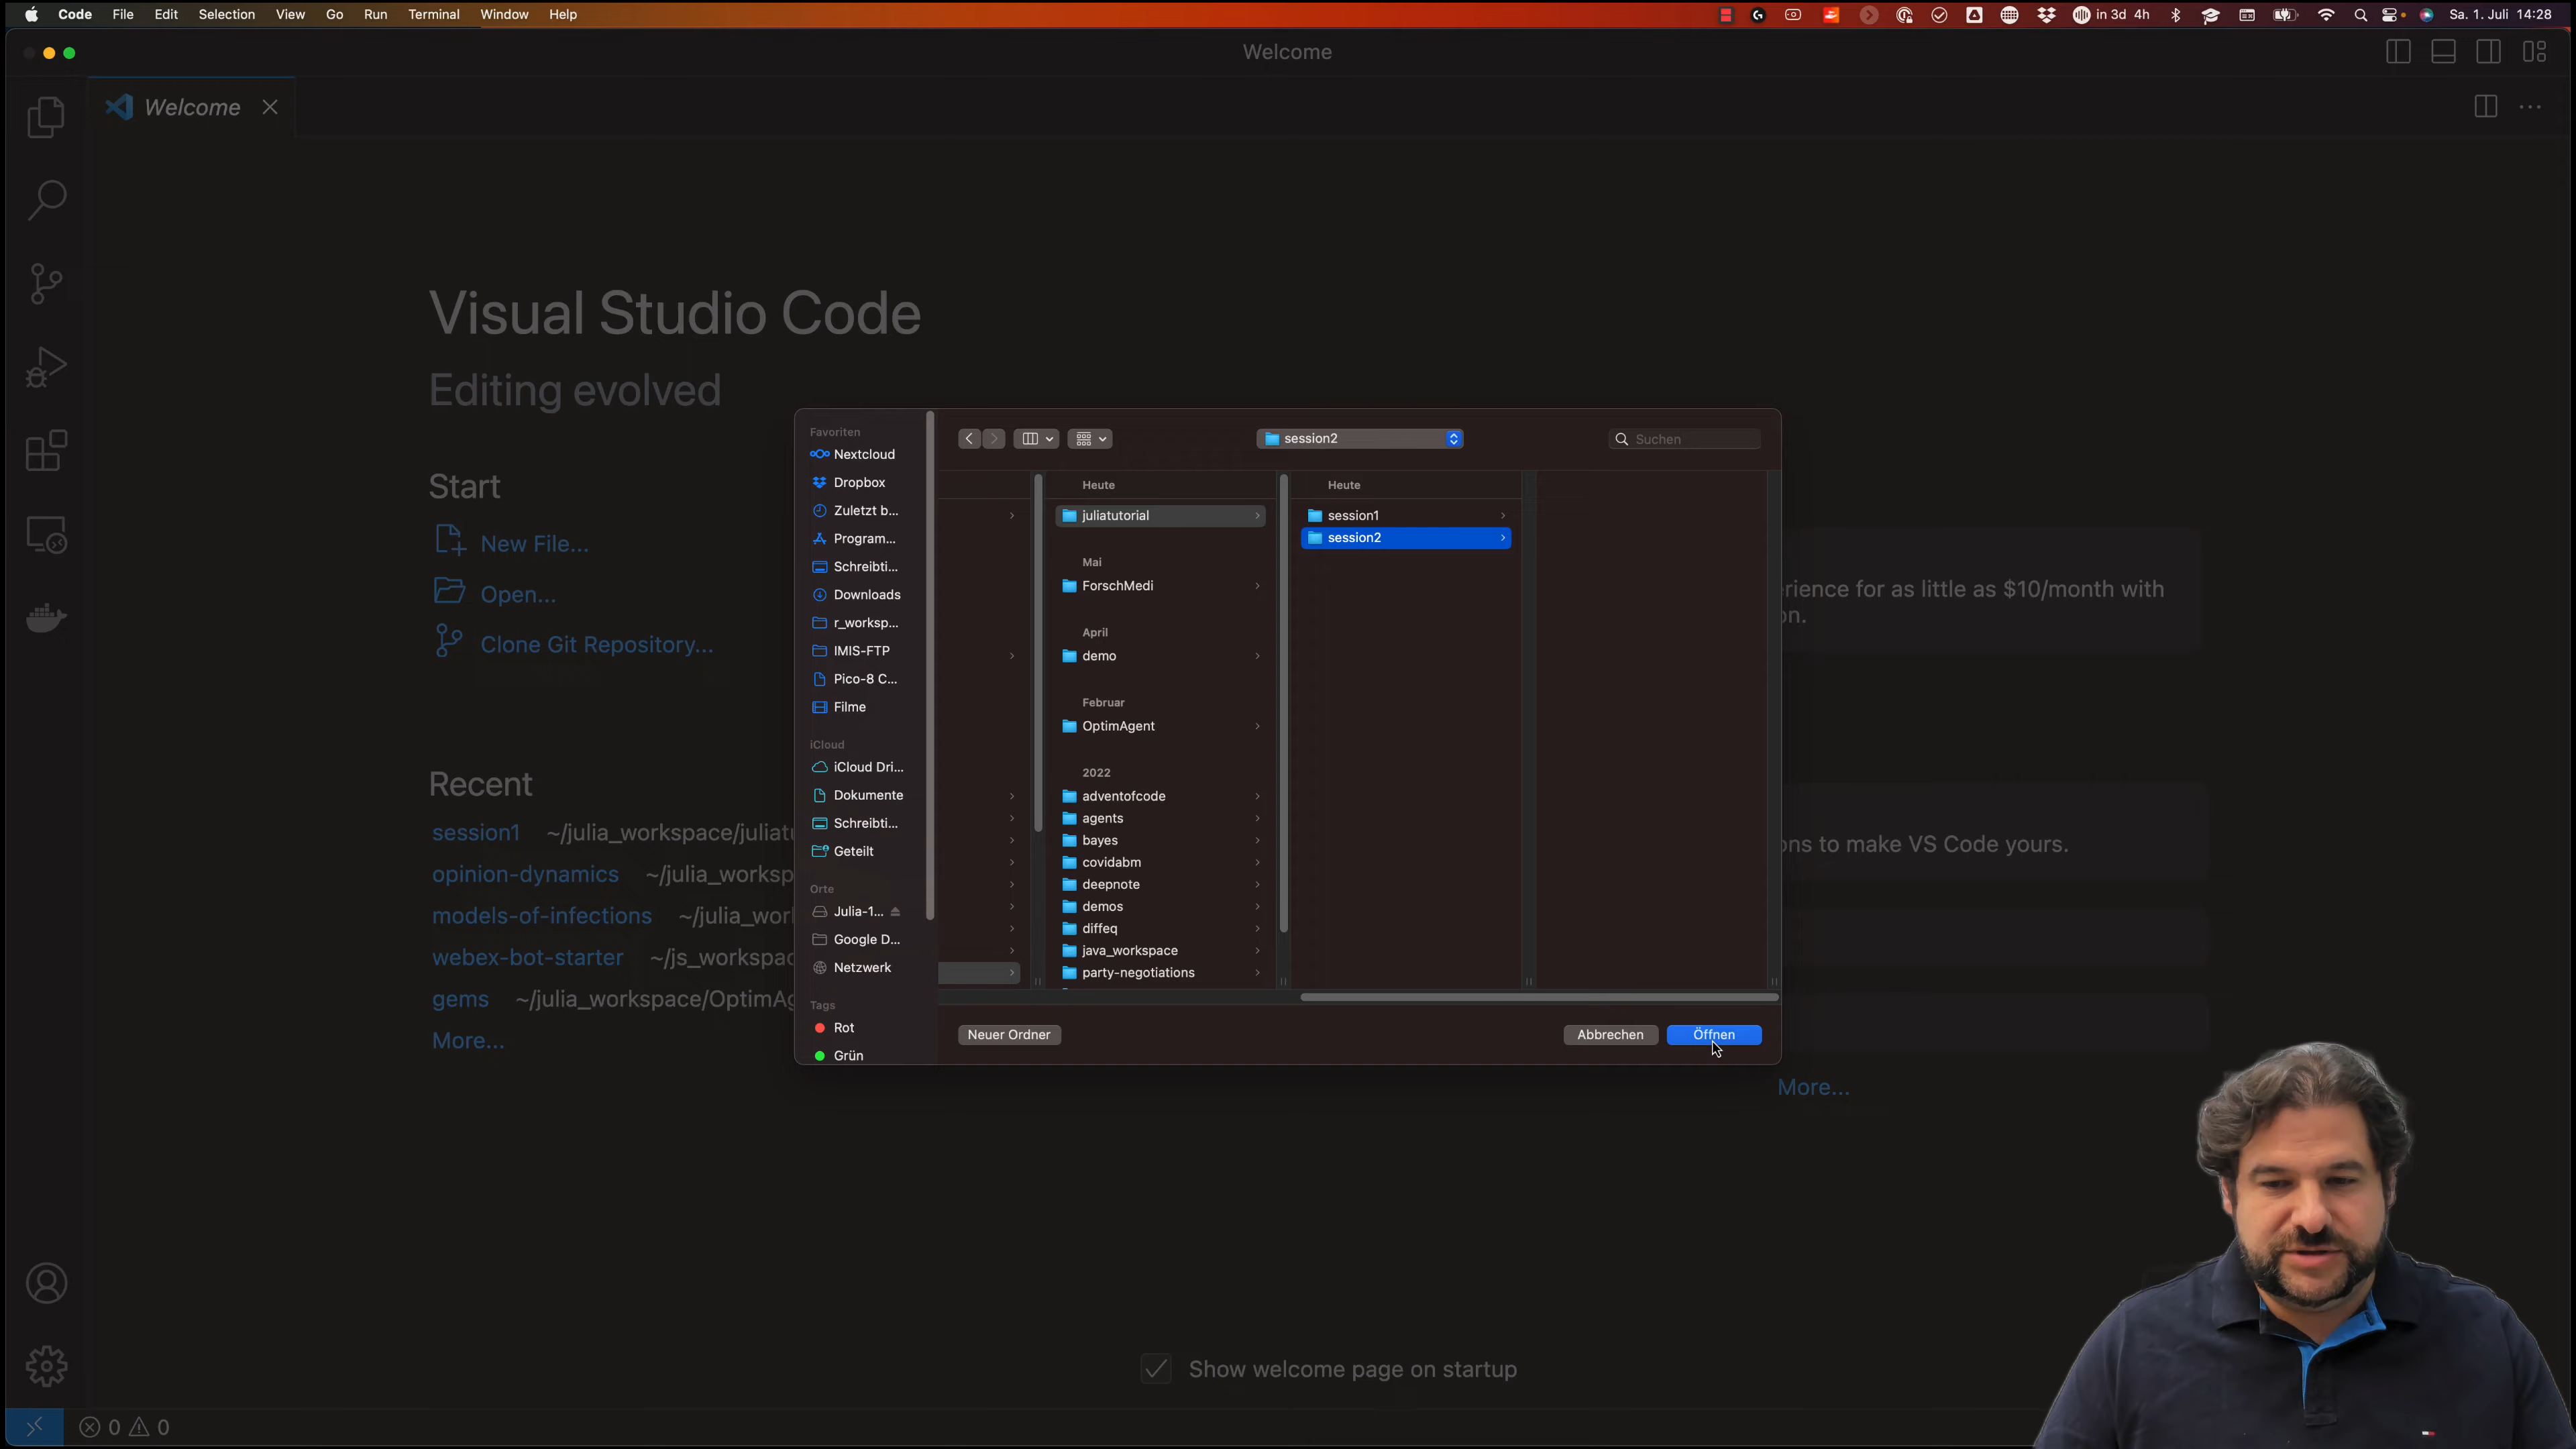 Code File Edit Selection View Go Run Terminal Window Help
in 3d 4h Sa. 1. Juli 14:28
Welcome
Welcome
Visual Studio Code
Editing evolved
Start
New File...
Open...
Clone Git Repository...
Recent
session1 ~/julia_workspace/juliatu
opinion-dynamics ~/julia_worksp
models-of-infections ~/julia_worl
webex-bot-starter ~/js_workspac
gems ~/julia_workspace/OptimAg
More...
Favoriten
Nextcloud
Dropbox
Zuletzt b...
Program...
Schreibti...
Downloads
r_worksp...
IMIS-FTP
Pico-8 C...
Filme
iCloud
iCloud Dri...
Dokumente
Schreibti...
Geteilt
Orte
Julia-1...
Google D...
Netzwerk
Tags
Rot
Grün
session2
Suchen
Heute
juliatutorial
Mai
ForschMedi
April
demo
Februar
OptimAgent
2022
adventofcode
agents
bayes
covidabm
deepnote
demos
diffeq
java_workspace
party-negotiations
Heute
session1
session2
Neuer Ordner
Abbrechen
Öffnen
rience for as little as $10/month with
on.
ons to make VS Code yours.
More...
Show welcome page on startup
0 0